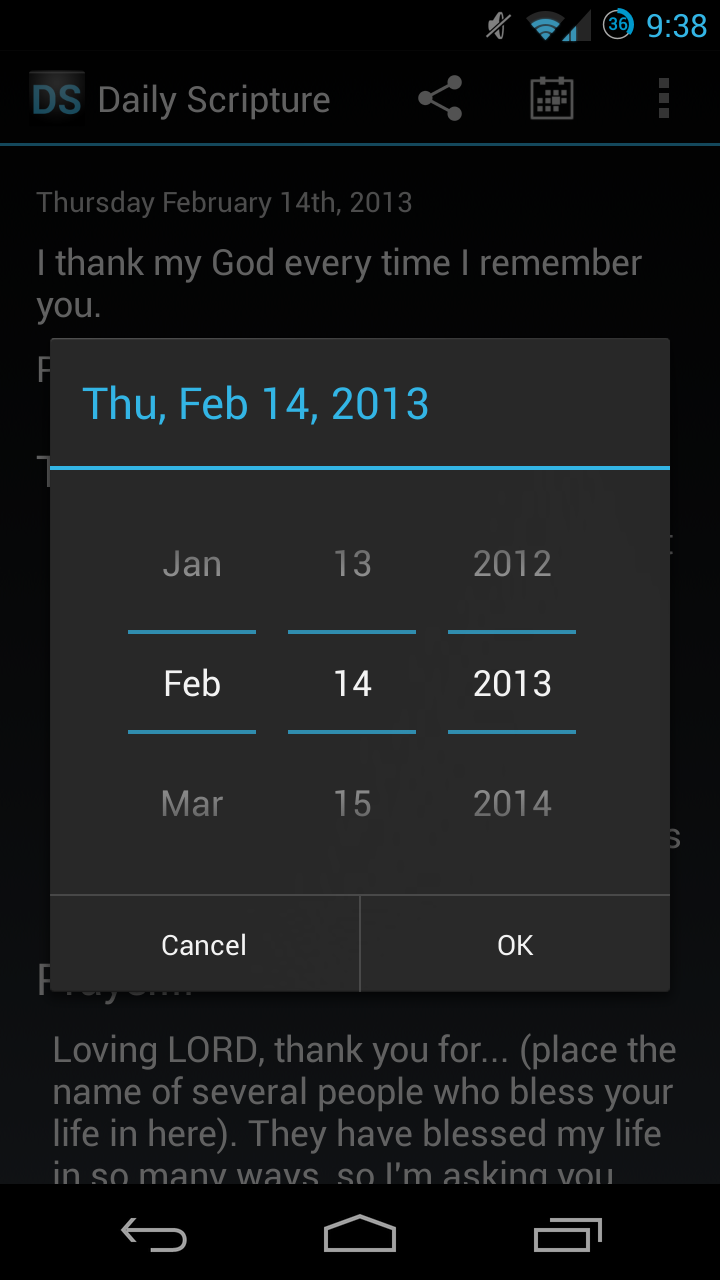 36 9:38
DS Daily Scripture
Thursday February 14th, 2013
I thank my God every time I remember
you.
Thu, Feb 14, 2013
Jan 13 2012
Feb 14 2013
Mar 15 2014
Cancel OK
Loving LORD, thank you for... (place the
name of several people who bless your
life in here). They have blessed my life
in so many ways, so I'm asking you